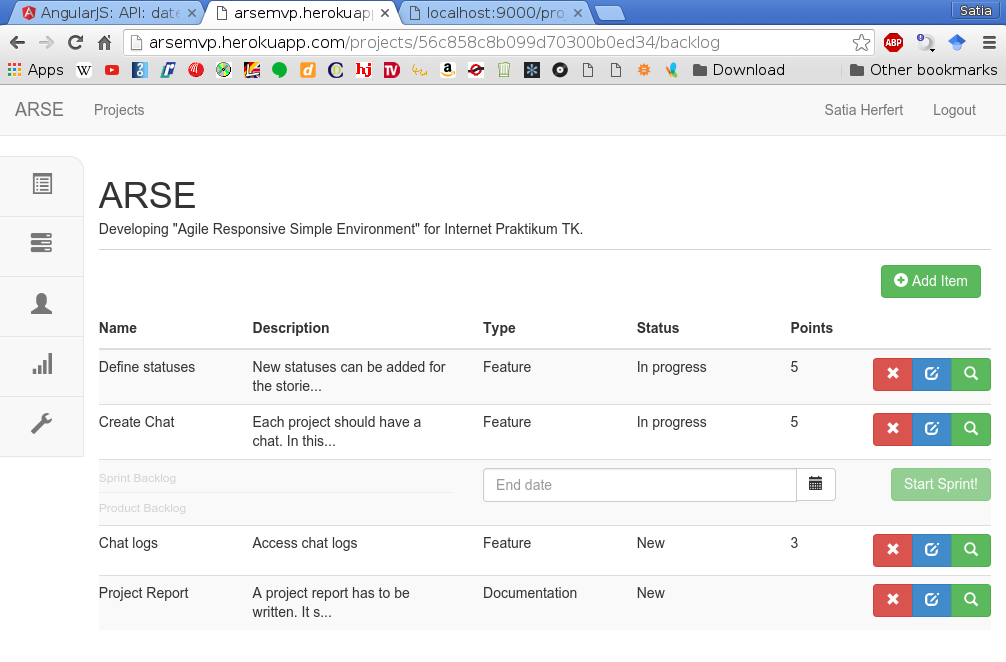 AngularJS: API: date
arsemvp.herokuap
localhost:9000/pro
Satia
arsemvp.herokuapp.com/projects/56c858c8b099d70300b0ed34/backlog
ABP
Apps
W
hj
TV
a
Download
Other bookmarks
ARSE
Projects
Satia Herfert
Logout
ARSE
Developing "Agile Responsive Simple Environment" for Internet Praktikum TK.
Add Item
Name Description Type Status Points
Define statuses New statuses can be added for Feature In progress 5
the storie...
Create Chat Each project should have a Feature In progress 5
chat. In this...
Sprint Backlog
End date
Start Sprint!
Product Backlog
Chat logs Access chat logs Feature New 3
Project Report A project report has to be Documentation New
written. It s...